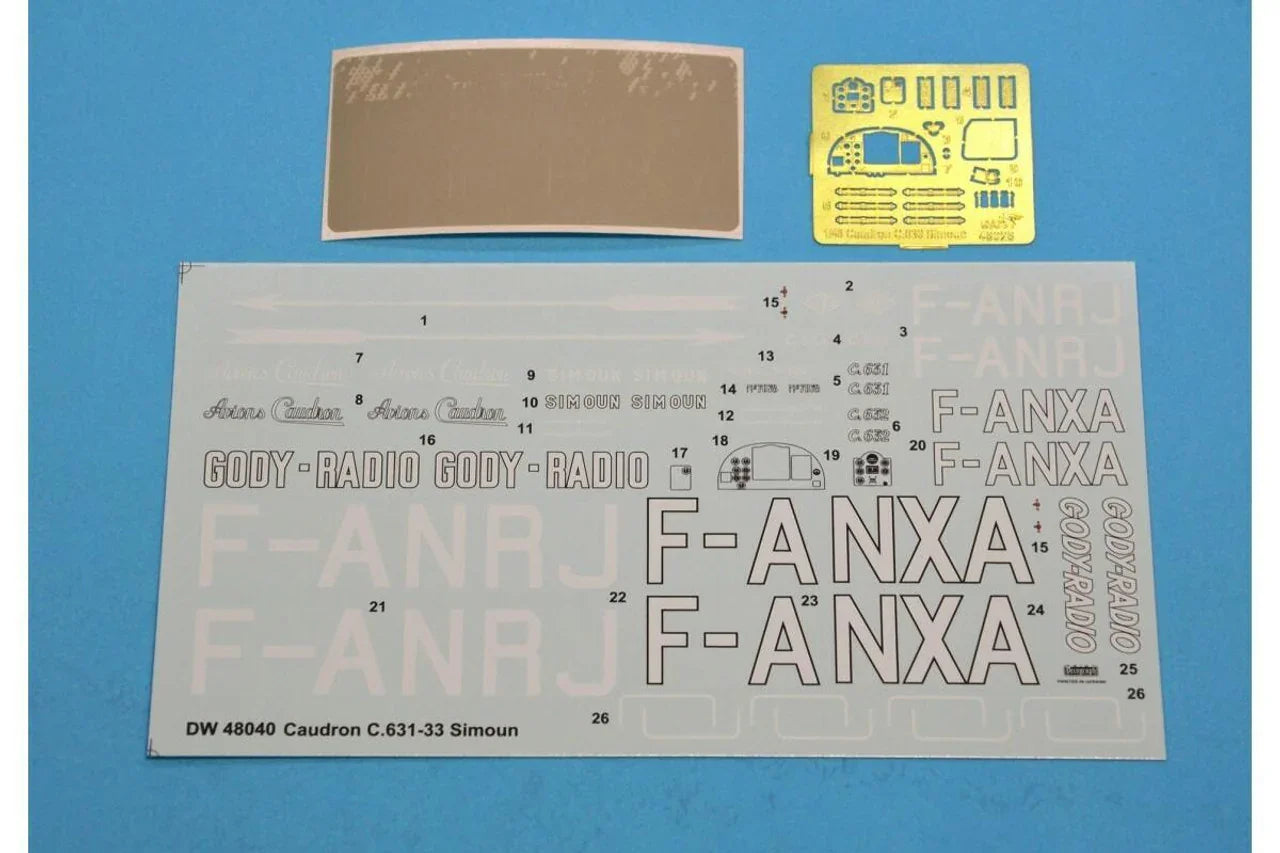 1/48 Caudron C.630 Simoun
F-ANRJ
F-ANRJ
15
2
3
4
1
7
13
Avions Caudron Avions Caudron
9
SIMOUN SIMOUN
14
5
C.631
C.631
8
Avions Caudron Avions Caudron
10
SIMOUN SIMOUN
12
C.632
C.632
6
F-ANXA
F-ANXA
11
16
17
18
19
20
GODY-RADIO GODY-RADIO
F-ANRJ
F-ANXA
15
GODY-RADIO
GODY-RADIO
22
21
23
24
F-ANRJ
F-ANXA
25
26
26
DW 48040 Caudron C.631-33 Simoun